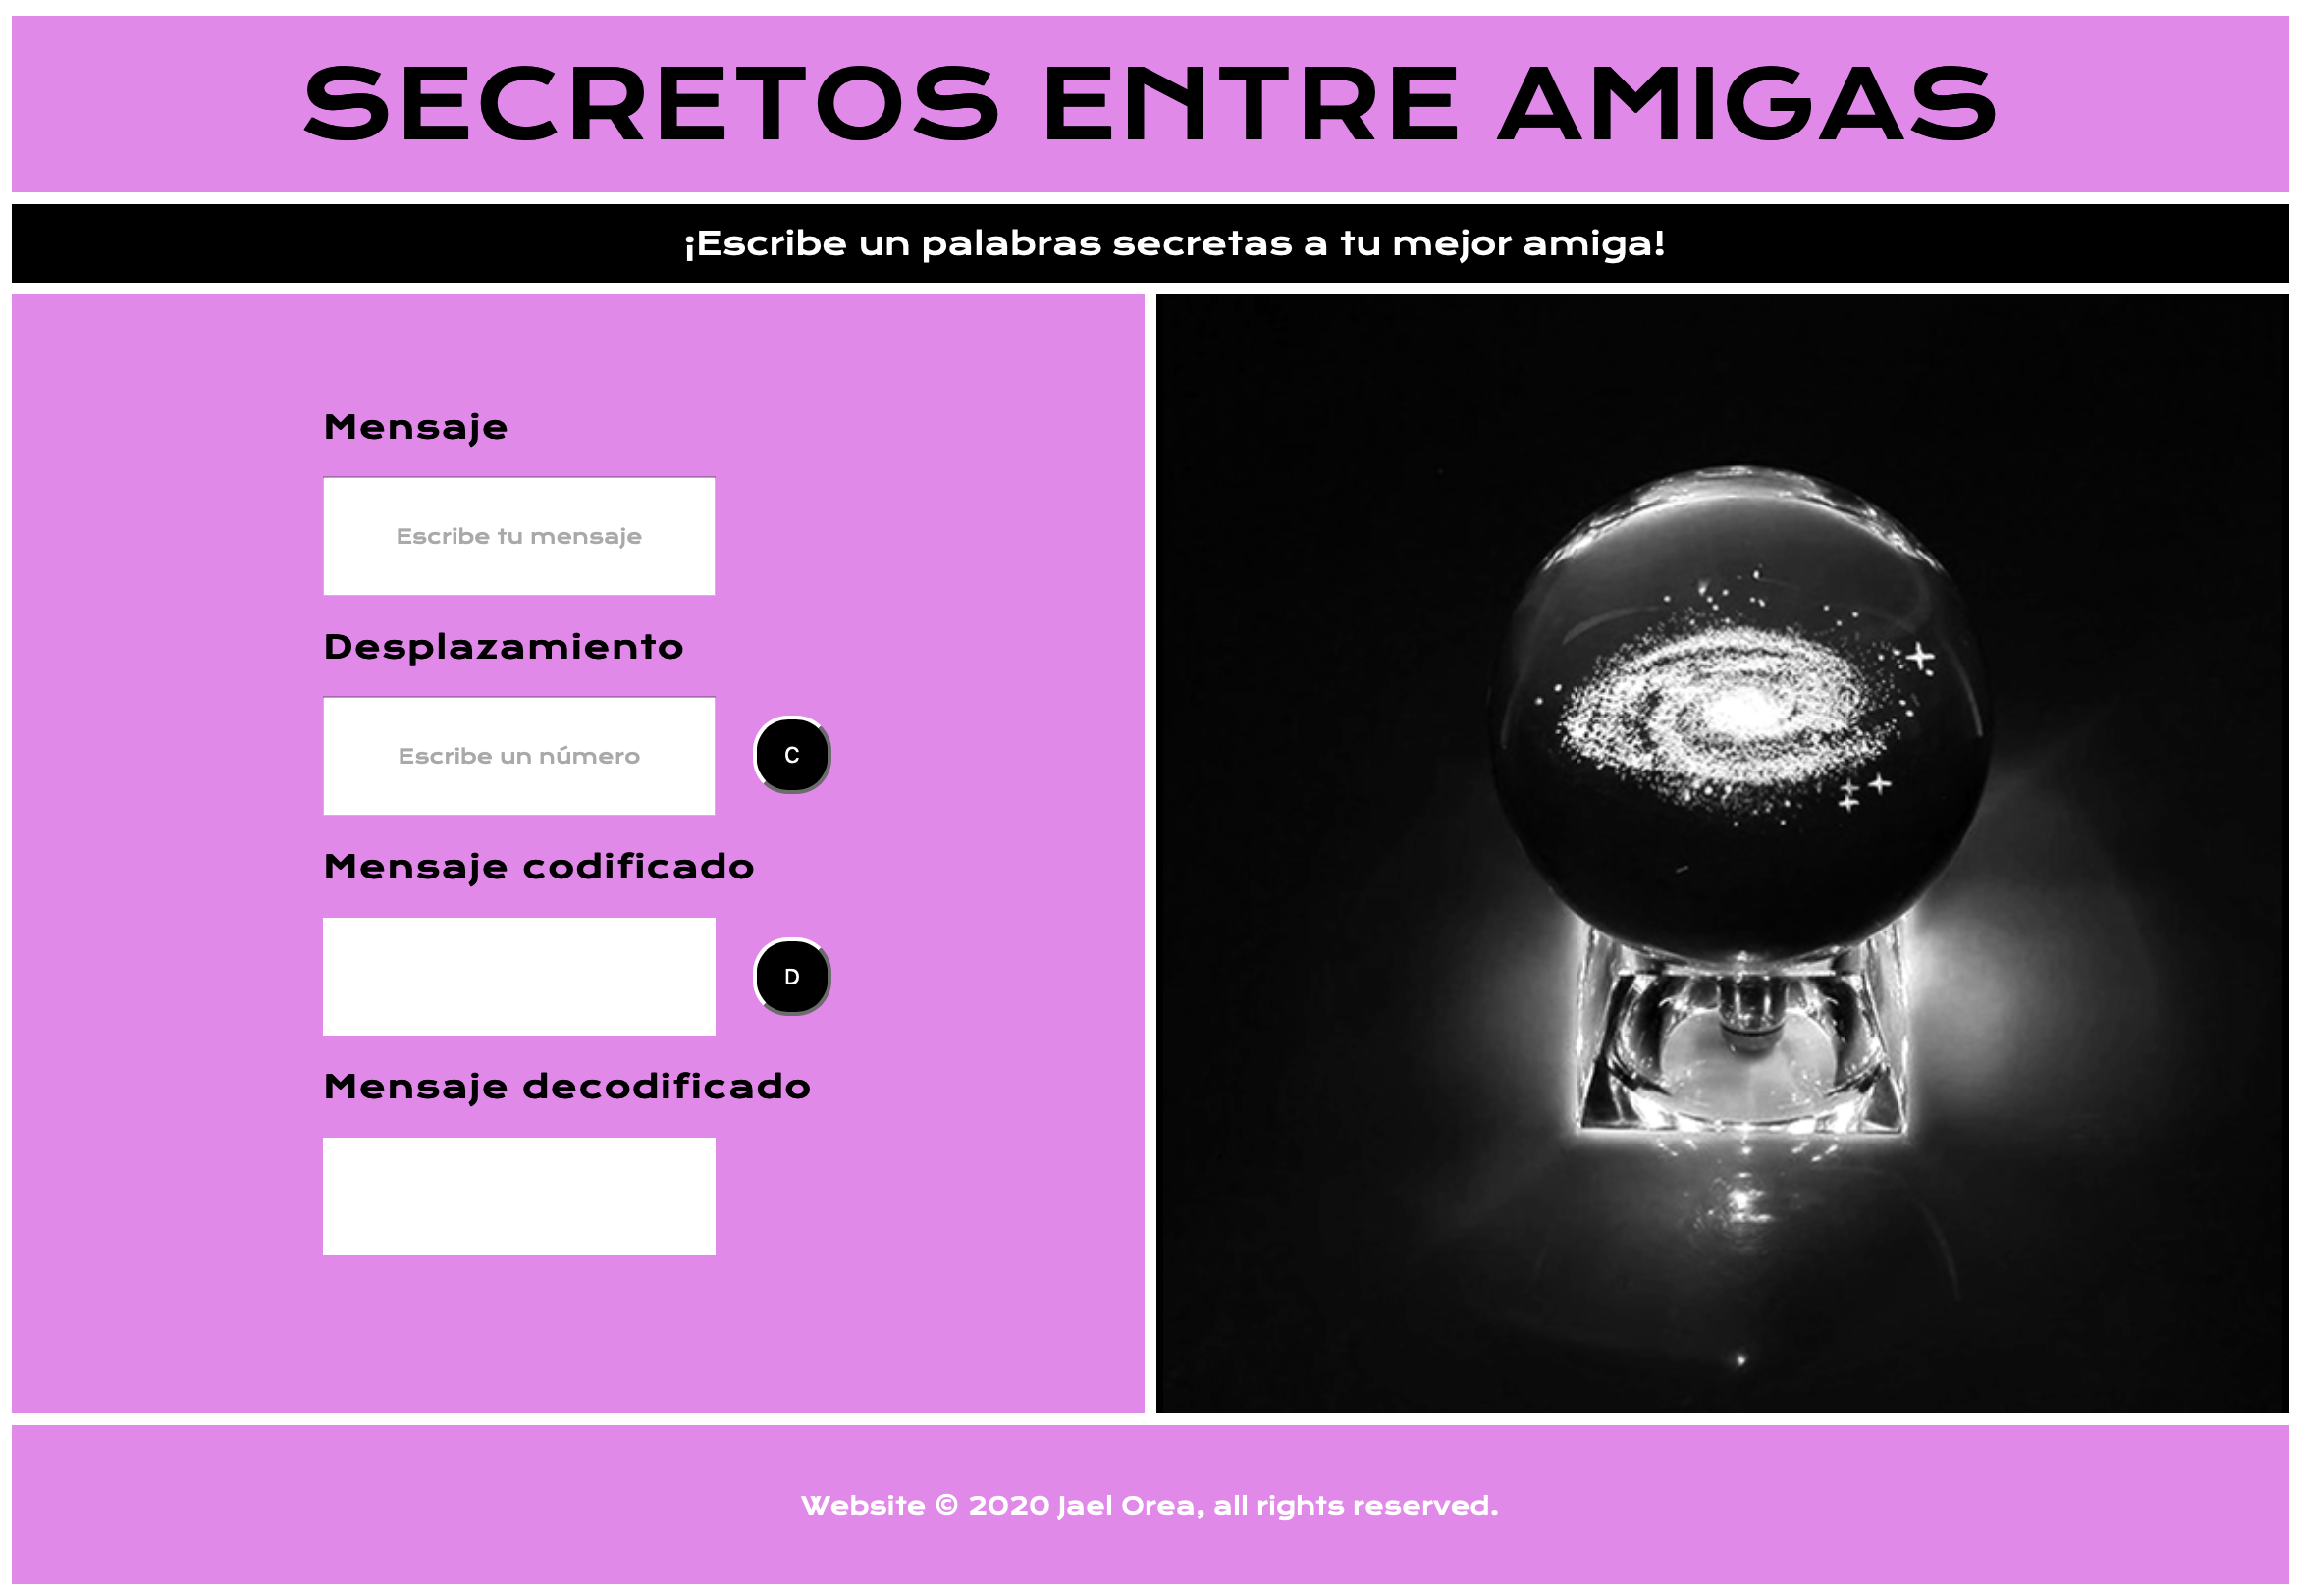 SECRETOS ENTRE AMIGAS
¡Escribe un palabras secretas a tu mejor amiga!
Mensaje
Escribe tu mensaje
Desplazamiento
Escribe un número
C
Mensaje codificado
D
Mensaje decodificado
Website © 2020 Jael Orea, all rights reserved.